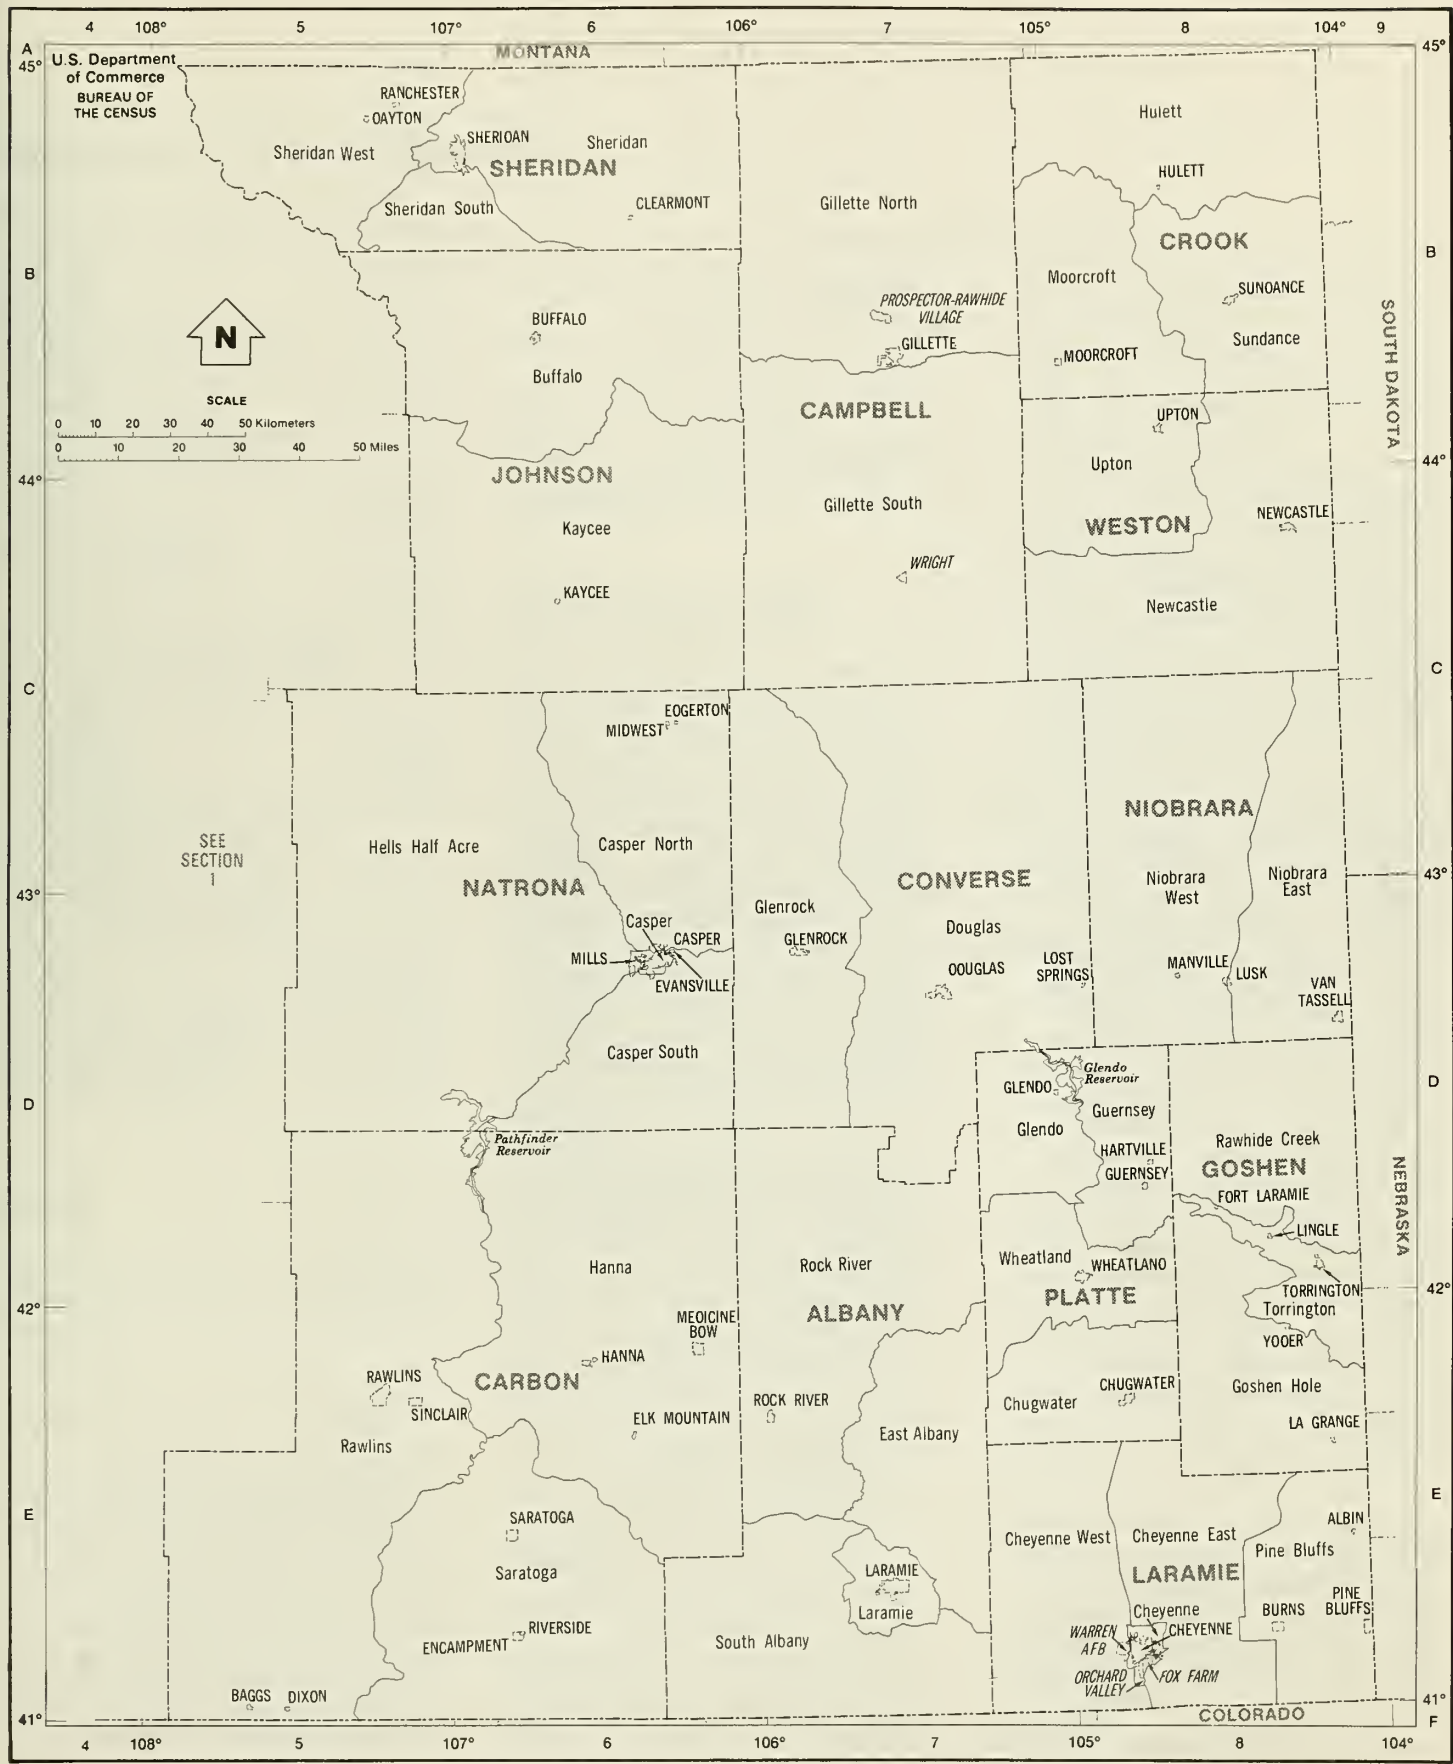 4 108° 5 107° 6 106° 7 105° 8 104° 9
A
45°
45°
U.S. Department
of Commerce
BUREAU OF
THE CENSUS
MONTANA
RANCHESTER
OAYTON
SHERIOAN
Sheridan
Sheridan West
SHERIDAN
Sheridan South
CLEARMONT
Gillette North
Hulett
HULETT
CROOK
B
B
N
BUFFALO
Buffalo
PROSPECTOR-RAWHIDE
VILLAGE
GILLETTE
Moorcroft
SUNOANCE
Sundance
MOORCROFT
SOUTH DAKOTA
SCALE
0 10 20 30 40 50 Kilometers
0 10 20 30 40 50 Miles
CAMPBELL
UPTON
Upton
44°
44°
JOHNSON
Gillette South
WESTON
NEWCASTLE
Kaycee
KAYCEE
WRIGHT
Newcastle
C
C
EOGERTON
MIDWEST
NIOBRARA
SEE
SECTION
1
Hells Half Acre
Casper North
43°
43°
NATRONA
CONVERSE
Niobrara
West
Niobrara
East
Casper
CASPER
MILLS
EVANSVILLE
Glenrock
GLENROCK
Douglas
OOUGLAS
LOST
SPRINGS
MANVILLE
LUSK
VAN
TASSELL
Casper South
D
D
Glendo
Reservoir
GLENDO
Guernsey
Glendo
Pathfinder
Reservoir
HARTVILLE
GUERNSEY
Rawhide Creek
GOSHEN
FORT LARAMIE
LINGLE
NEBRASKA
Hanna
Rock River
Wheatland
WHEATLANO
PLATTE
TORRINGTON
Torrington
YOOER
42°
42°
ALBANY
MEOICINE
BOW
HANNA
CARBON
RAWLINS
SINCLAIR
Rawlins
ELK MOUNTAIN
ROCK RIVER
East Albany
Chugwater
CHUGWATER
Goshen Hole
LA GRANGE
E
E
SARATOGA
Saratoga
RIVERSIDE
ENCAMPMENT
LARAMIE
Laramie
South Albany
Cheyenne West
Cheyenne East
LARAMIE
ALBIN
Pine Bluffs
PINE
BLUFFS
BURNS
Cheyenne
CHEYENNE
WARREN
AFB
ORCHARD
VALLEY
FOX FARM
BAGGS
DIXON
41°
41°
COLORADO
F
4 108° 5 107° 6 106° 7 105° 8 104°